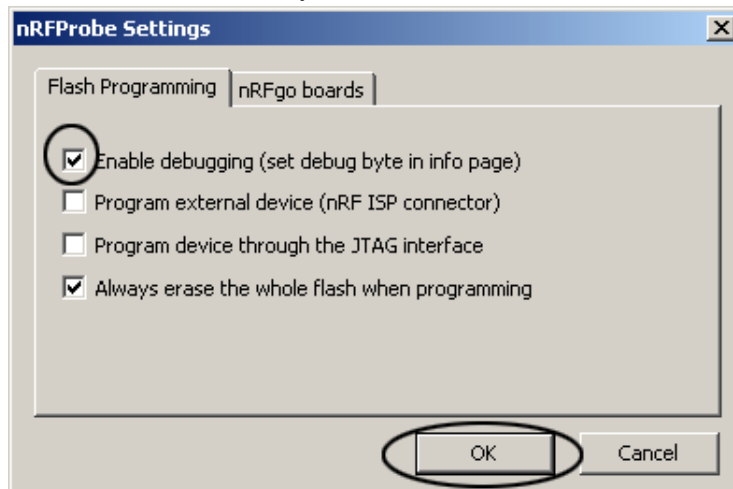 nRFProbe Settings
Flash Programming
nRFgo boards
Enable debugging (set debug byte in info page)
Program external device (nRF ISP connector)
Program device through the JTAG interface
Always erase the whole flash when programming
OK
Cancel